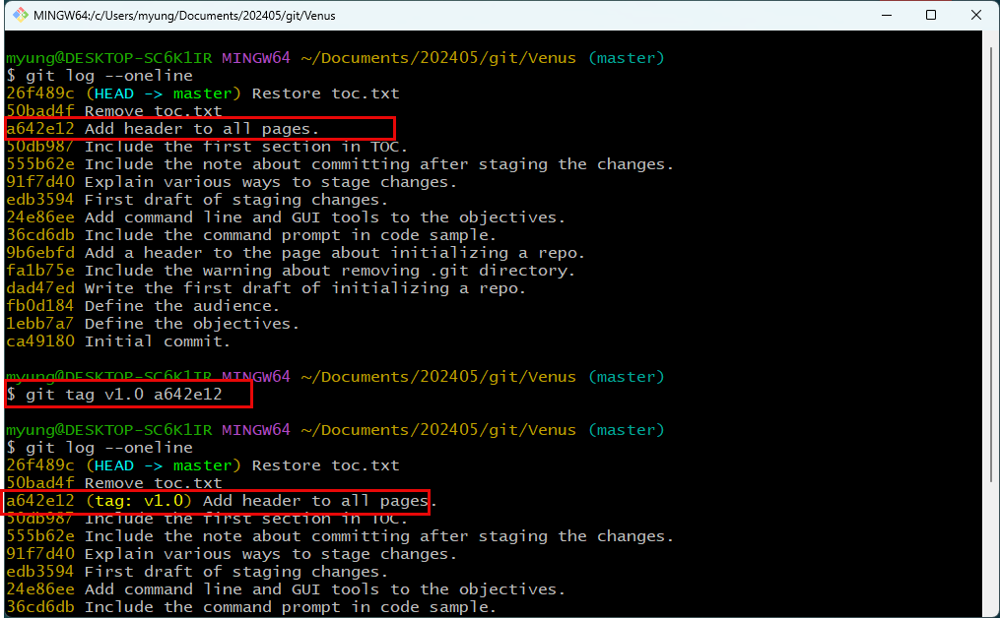 MINGW64:/c/Users/myung/Documents/202405/git/Venus
myung@DESKTOP-SC6K1IR MINGW64 ~/Documents/202405/git/Venus (master)
$ git log --oneline
26f489c (HEAD -> master) Restore toc.txt
50bad4f Remove toc.txt
a642e12 Add header to all pages.
50db987 Include the first section in TOC.
555b62e Include the note about committing after staging the changes.
91f7d40 Explain various ways to stage changes.
edb3594 First draft of staging changes.
24e86ee Add command line and GUI tools to the objectives.
36cd6db Include the command prompt in code sample.
9b6ebfd Add a header to the page about initializing a repo.
fa1b75e Include the warning about removing .git directory.
dad47ed Write the first draft of initializing a repo.
fb0d184 Define the audience.
1ebb7a7 Define the objectives.
ca49180 Initial commit.
myung@DESKTOP-SC6K1IR MINGW64 ~/Documents/202405/git/Venus (master)
$ git tag v1.0 a642e12
myung@DESKTOP-SC6K1IR MINGW64 ~/Documents/202405/git/Venus (master)
$ git log --oneline
26f489c (HEAD -> master) Restore toc.txt
50bad4f Remove toc.txt
a642e12 (tag: v1.0) Add header to all pages.
50db987 Include the first section in TOC.
555b62e Include the note about committing after staging the changes.
91f7d40 Explain various ways to stage changes.
edb3594 First draft of staging changes.
24e86ee Add command line and GUI tools to the objectives.
36cd6db Include the command prompt in code sample.